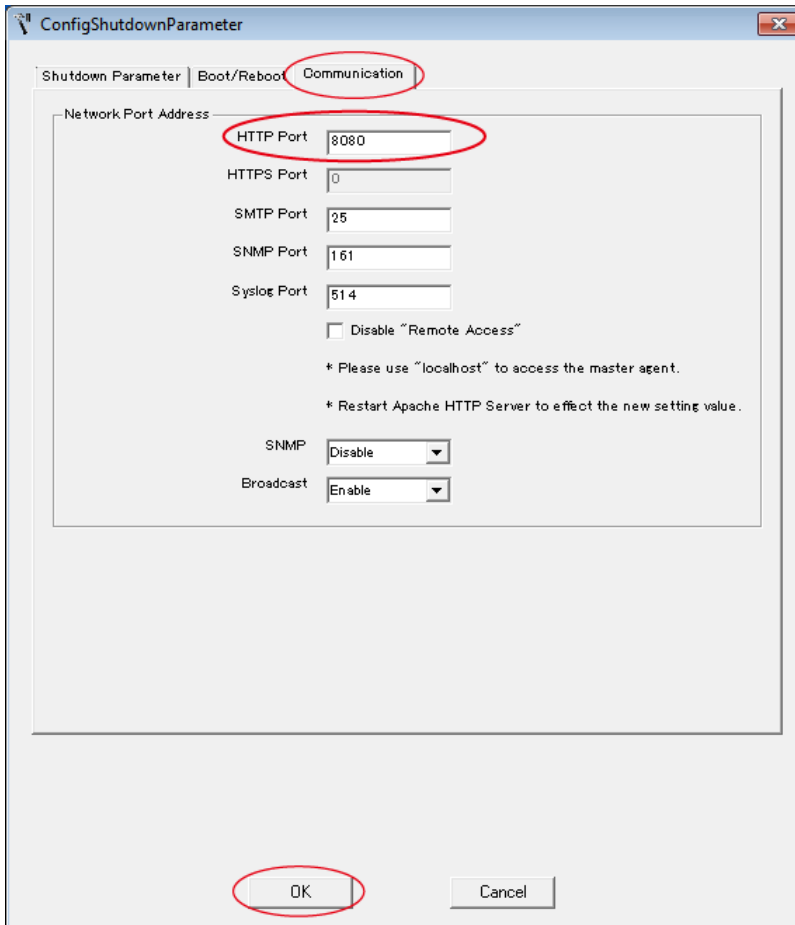 ConfigShutdownParameter
Shutdown Parameter Boot/Reboot Communication
Network Port Address
HTTP Port 8080
HTTPS Port 0
SMTP Port 25
SNMP Port 161
Syslog Port 514
Disable "Remote Access"
* Please use "localhost" to access the master agent.
* Restart Apache HTTP Server to effect the new setting value.
SNMP Disable
Broadcast Enable
OK Cancel